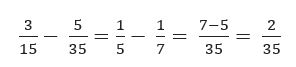 3/15 − 5/35 = 1/5 − 1/7 = 7−5/35 = 2/35